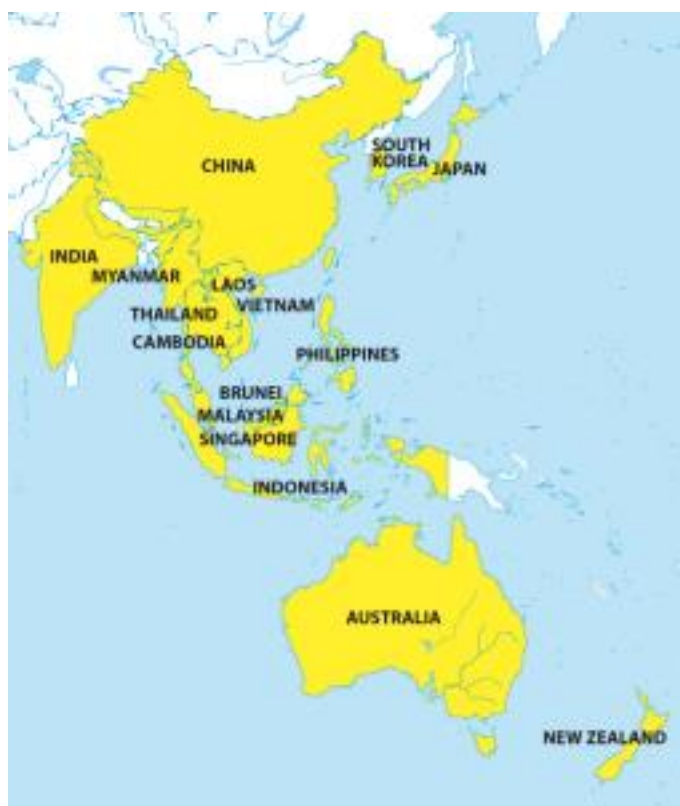 CHINA
SOUTH
KOREA
JAPAN
INDIA
MYANMAR
LAOS
THAILAND
VIETNAM
CAMBODIA
PHILIPPINES
BRUNEI
MALAYSIA
SINGAPORE
INDONESIA
AUSTRALIA
NEW ZEALAND